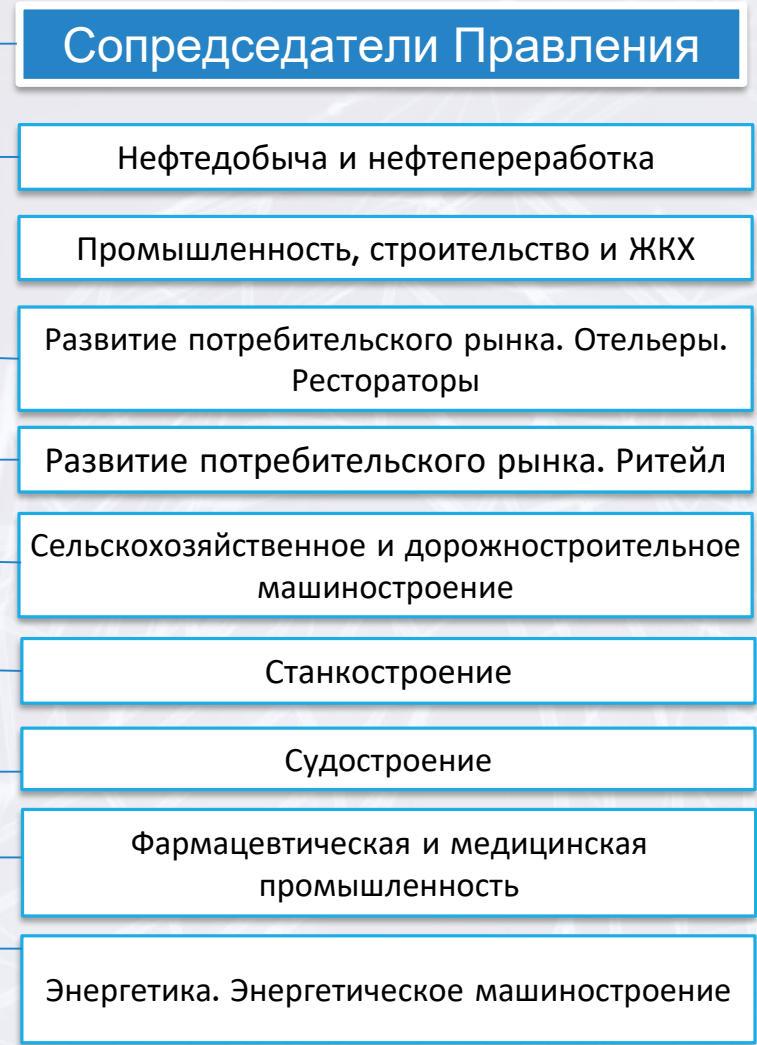 Сопредседатели Правления
Нефтедобыча и нефтепереработка
Промышленность, строительство и ЖКХ
Развитие потребительского рынка. Отельеры.
Рестораторы
Развитие потребительского рынка. Ритейл
Сельскохозяйственное и дорожностроительное
машиностроение
Станкостроение
Судостроение
Фармацевтическая и медицинская
промышленность
Энергетика. Энергетическое машиностроение